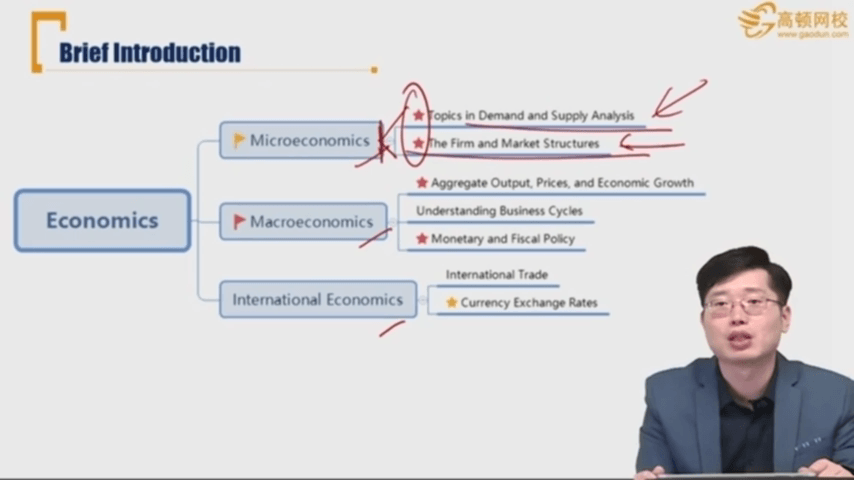 高顿网校
www.gaodun.com
Brief Introduction
Topics in Demand and Supply Analysis
Microeconomics
The Firm and Market Structures
Aggregate Output, Prices, and Economic Growth
Economics
Macroeconomics
Understanding Business Cycles
Monetary and Fiscal Policy
International Trade
International Economics
Currency Exchange Rates